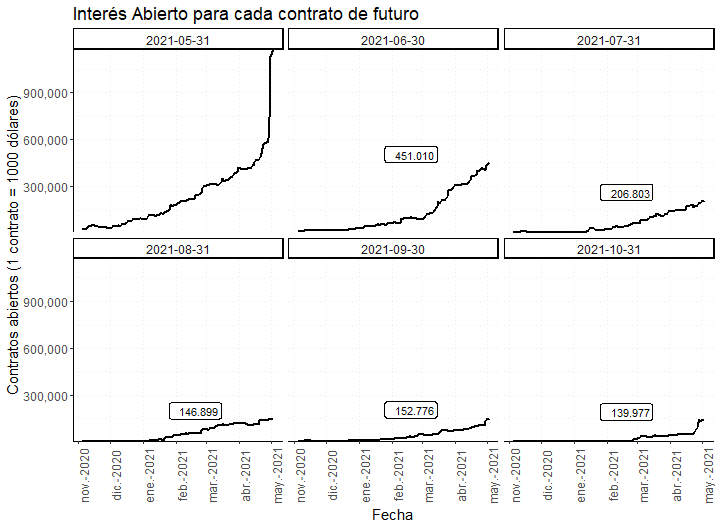 Interés Abierto para cada contrato de futuro
2021-05-31
2021-06-30
2021-07-31
900,000
600,000
300,000
451.010
206.803
2021-08-31
2021-09-30
2021-10-31
900,000
600,000
300,000
146.899
152.776
139.977
nov.-2020
dic.-2020
ene.-2021
feb.-2021
mar.-2021
abr.-2021
may.-2021
nov.-2020
dic.-2020
ene.-2021
feb.-2021
mar.-2021
abr.-2021
may.-2021
nov.-2020
dic.-2020
ene.-2021
feb.-2021
mar.-2021
abr.-2021
may.-2021
Fecha
Contratos abiertos (1 contrato = 1000 dólares)